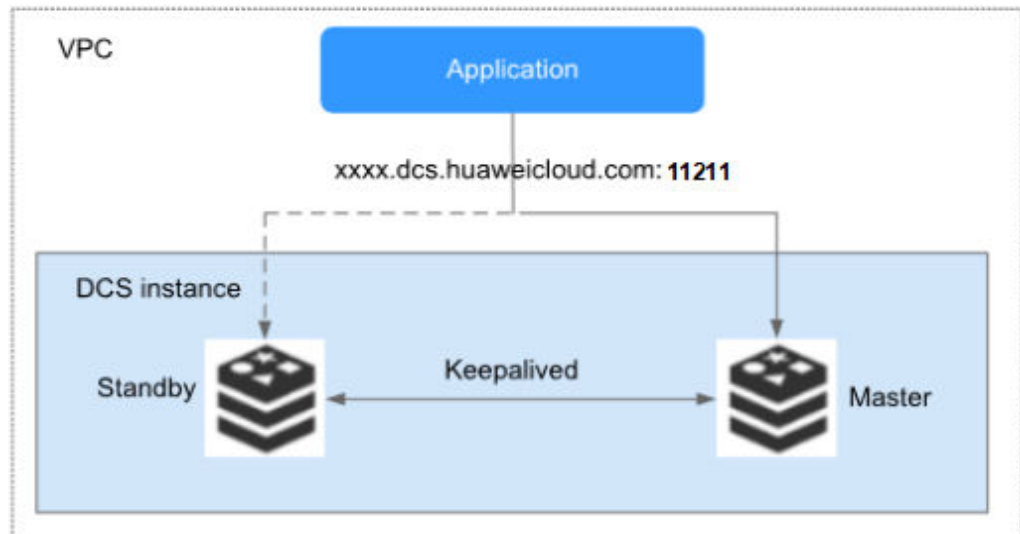 VPC
Application
xxxx.dcs.huaweicloud.com: 11211
DCS instance
Keepalived
Standby
Master